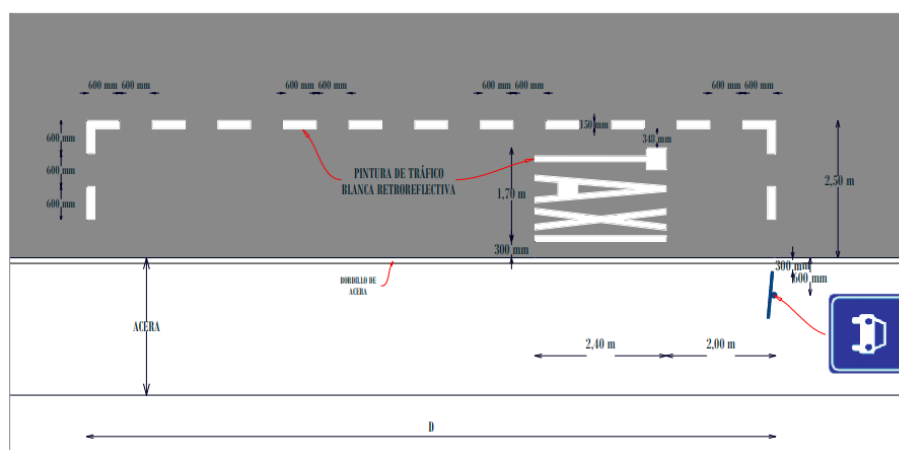 600 mm 600 mm 600 mm 600 mm 600 mm 600 mm 600 mm 600 mm
600 mm
600 mm
600 mm
150 mm
348 mm
PINTURA DE TRÁFICO
BLANCA RETROREFLECTIVA
TAXI
1,70 m
2,50 m
300 mm
300 mm
600 mm
BORDILLO DE
ACERA
ACERA
2,40 m 2,00 m
D